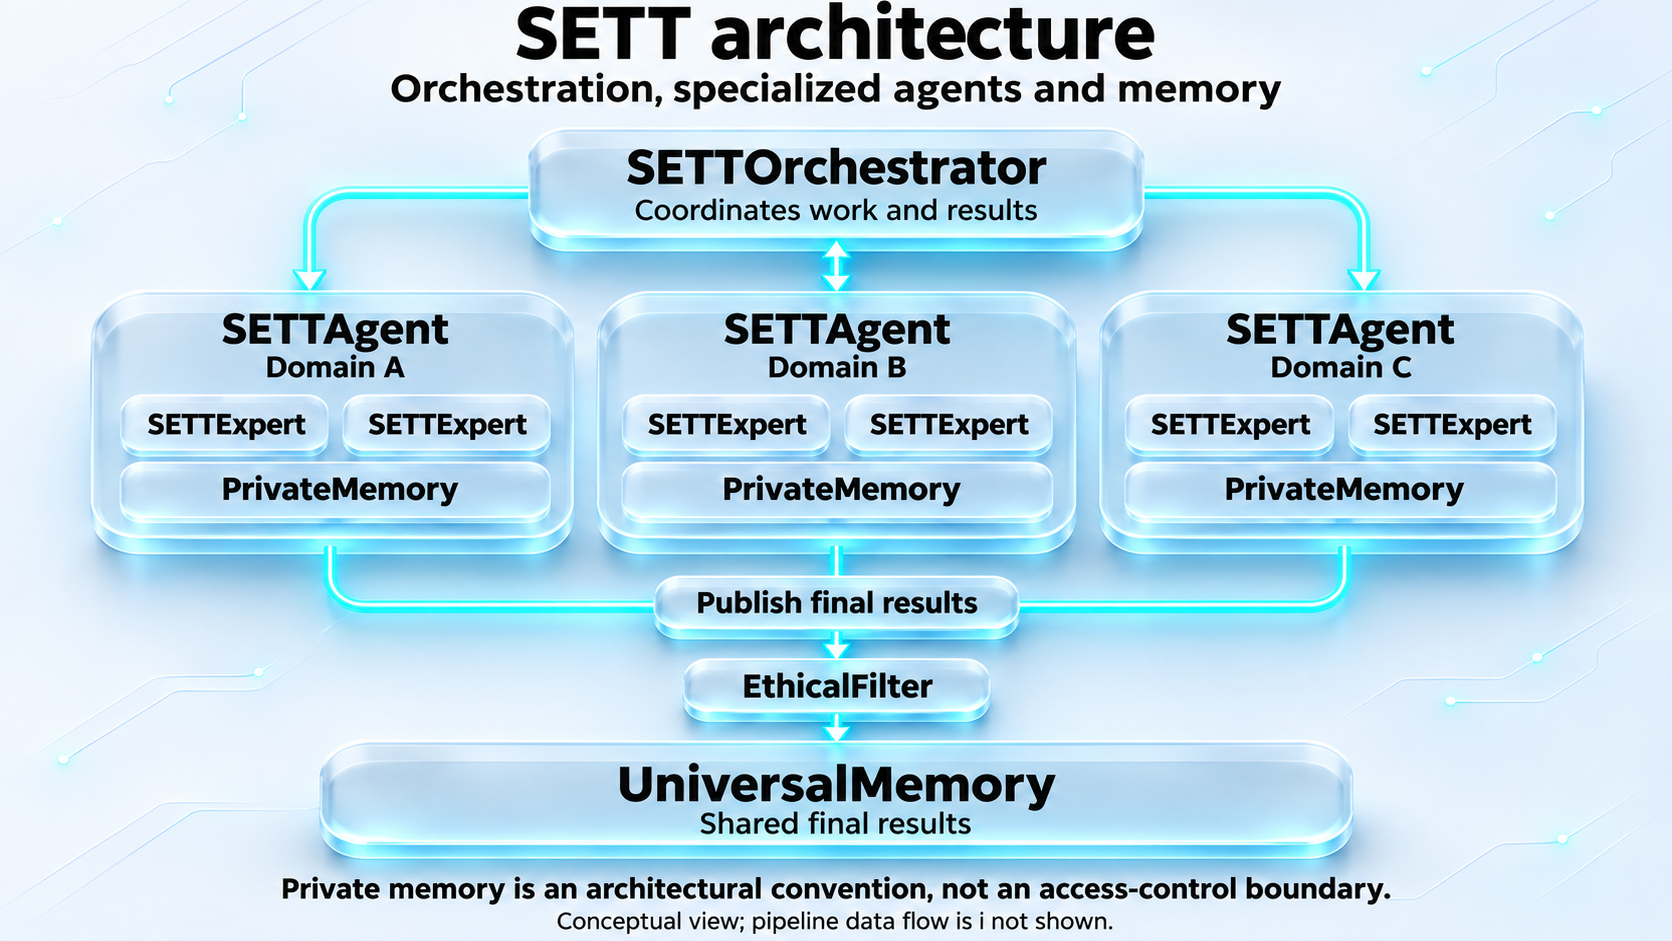 SETT architecture
Orchestration, specialized agents and memory
SETTOrchestrator
Coordinates work and results
SETTAgent
Domain A
SETTExpert
SETTExpert
PrivateMemory
SETTAgent
Domain B
SETTExpert
SETTExpert
PrivateMemory
SETTAgent
Domain C
SETTExpert
SETTExpert
PrivateMemory
Publish final results
EthicalFilter
UniversalMemory
Shared final results
Private memory is an architectural convention, not an access-control boundary.
Conceptual view; pipeline data flow is i not shown.